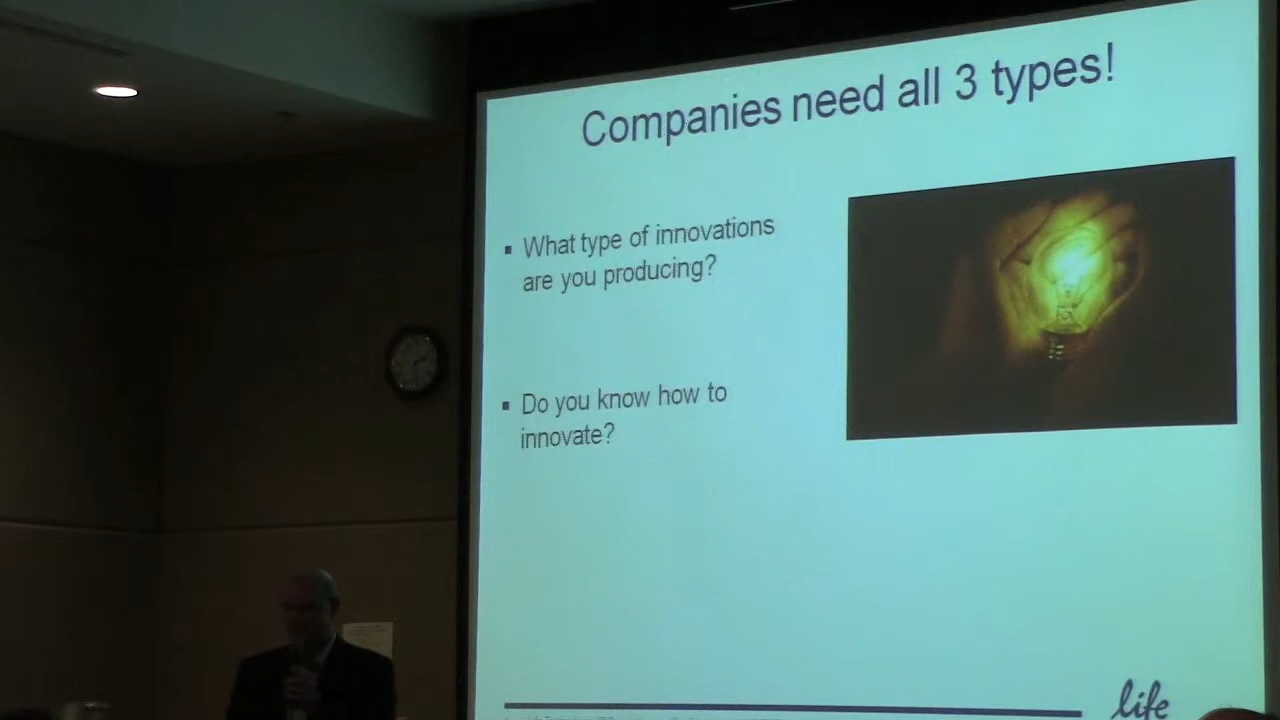 Companies need all 3 types!
▪ What type of innovations
are you producing?
▪ Do you know how to
innovate?
life